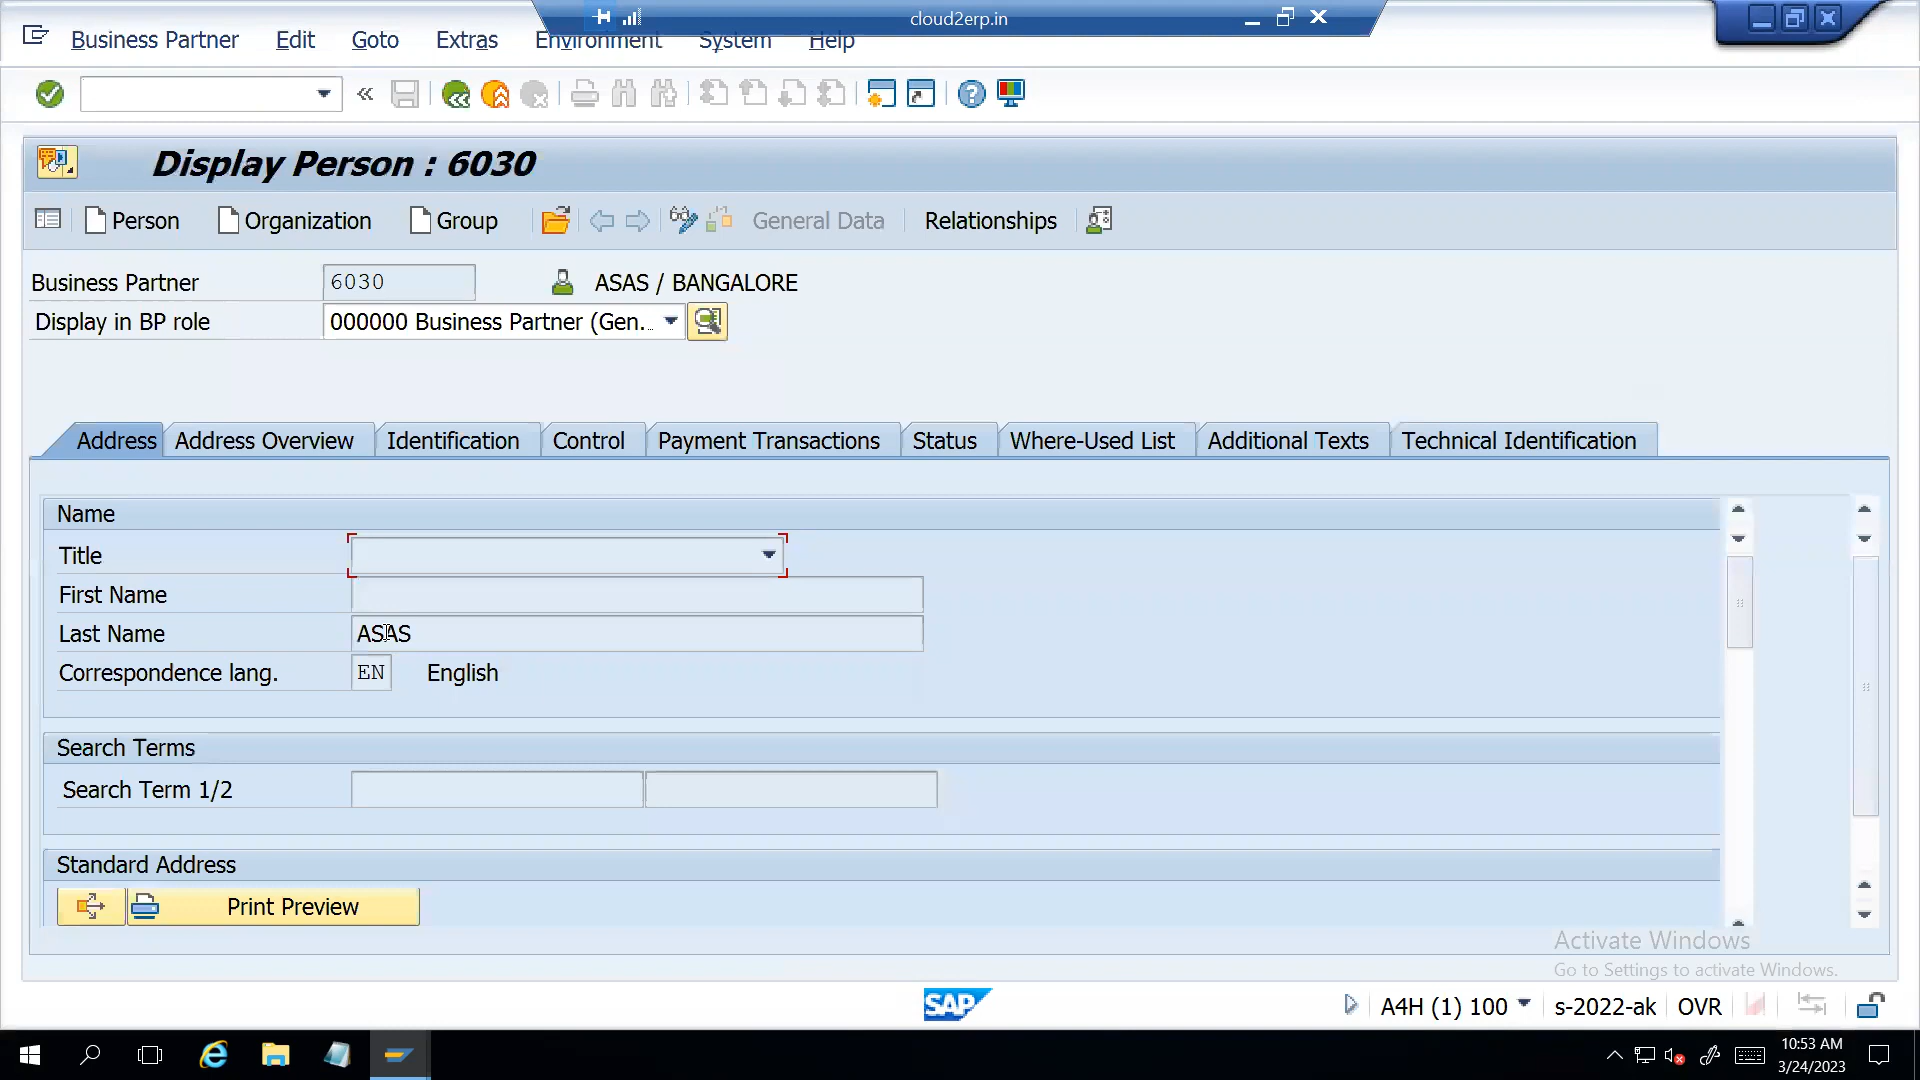 cloud2erp.in
Business Partner Edit Goto Extras Environment System Help
Display Person : 6030
Person Organization Group General Data Relationships
Business Partner 6030 ASAS / BANGALORE
Display in BP role 000000 Business Partner (Gen..
Address Address Overview Identification Control Payment Transactions Status Where-Used List Additional Texts Technical Identification
Name
Title
First Name
Last Name ASAS
Correspondence lang. EN English
Search Terms
Search Term 1/2
Standard Address
Print Preview
Activate Windows
Go to Settings to activate Windows.
SAP A4H (1) 100 s-2022-ak OVR
10:53 AM
3/24/2023